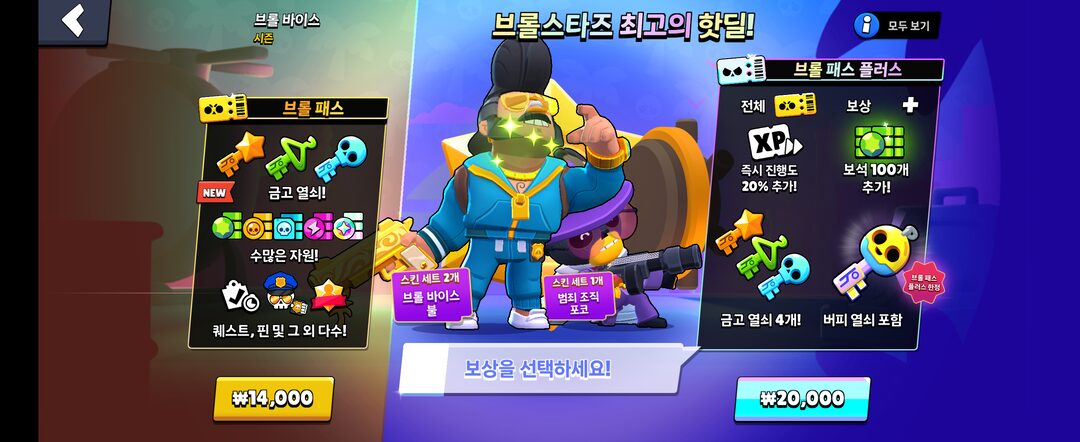 브롤 바이스
시즌
브롤스타즈 최고의 핫딜!
모두 보기
브롤 패스
NEW
금고 열쇠!
수많은 자원!
퀘스트, 핀 및 그 외 다수!
₩14,000
스킨 세트 2개
브롤 바이스
불
스킨 세트 1개
범죄 조직
포코
보상을 선택하세요!
브롤 패스 플러스
전체
보상
XP
즉시 진행도
20% 추가!
보석 100개
추가!
브롤 패스
플러스 한정
금고 열쇠 4개!
버피 열쇠 포함
₩20,000